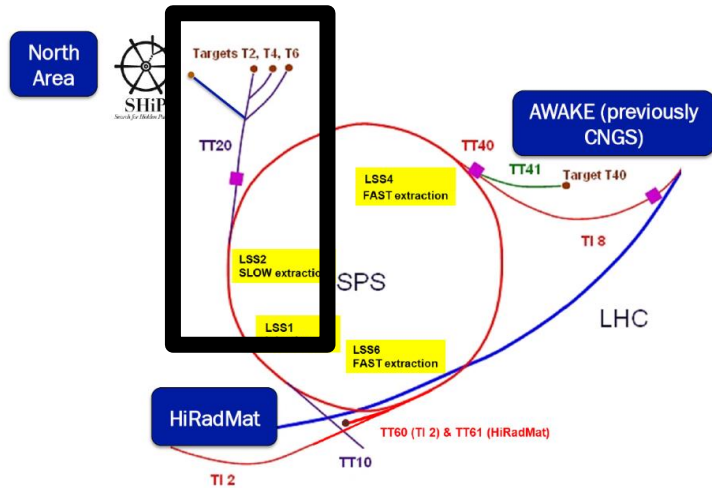 North
Area
SHiP
Targets T2, T4, T6
TT20
AWAKE (previously
CNGS)
TT40
TT41
Target T40
LSS4
FAST extraction
TI 8
LSS2
SLOW extraction
SPS
LHC
LSS1
LSS6
FAST extraction
HiRadMat
TT60 (TI 2) & TT61 (HiRadMat)
TT10
TI 2